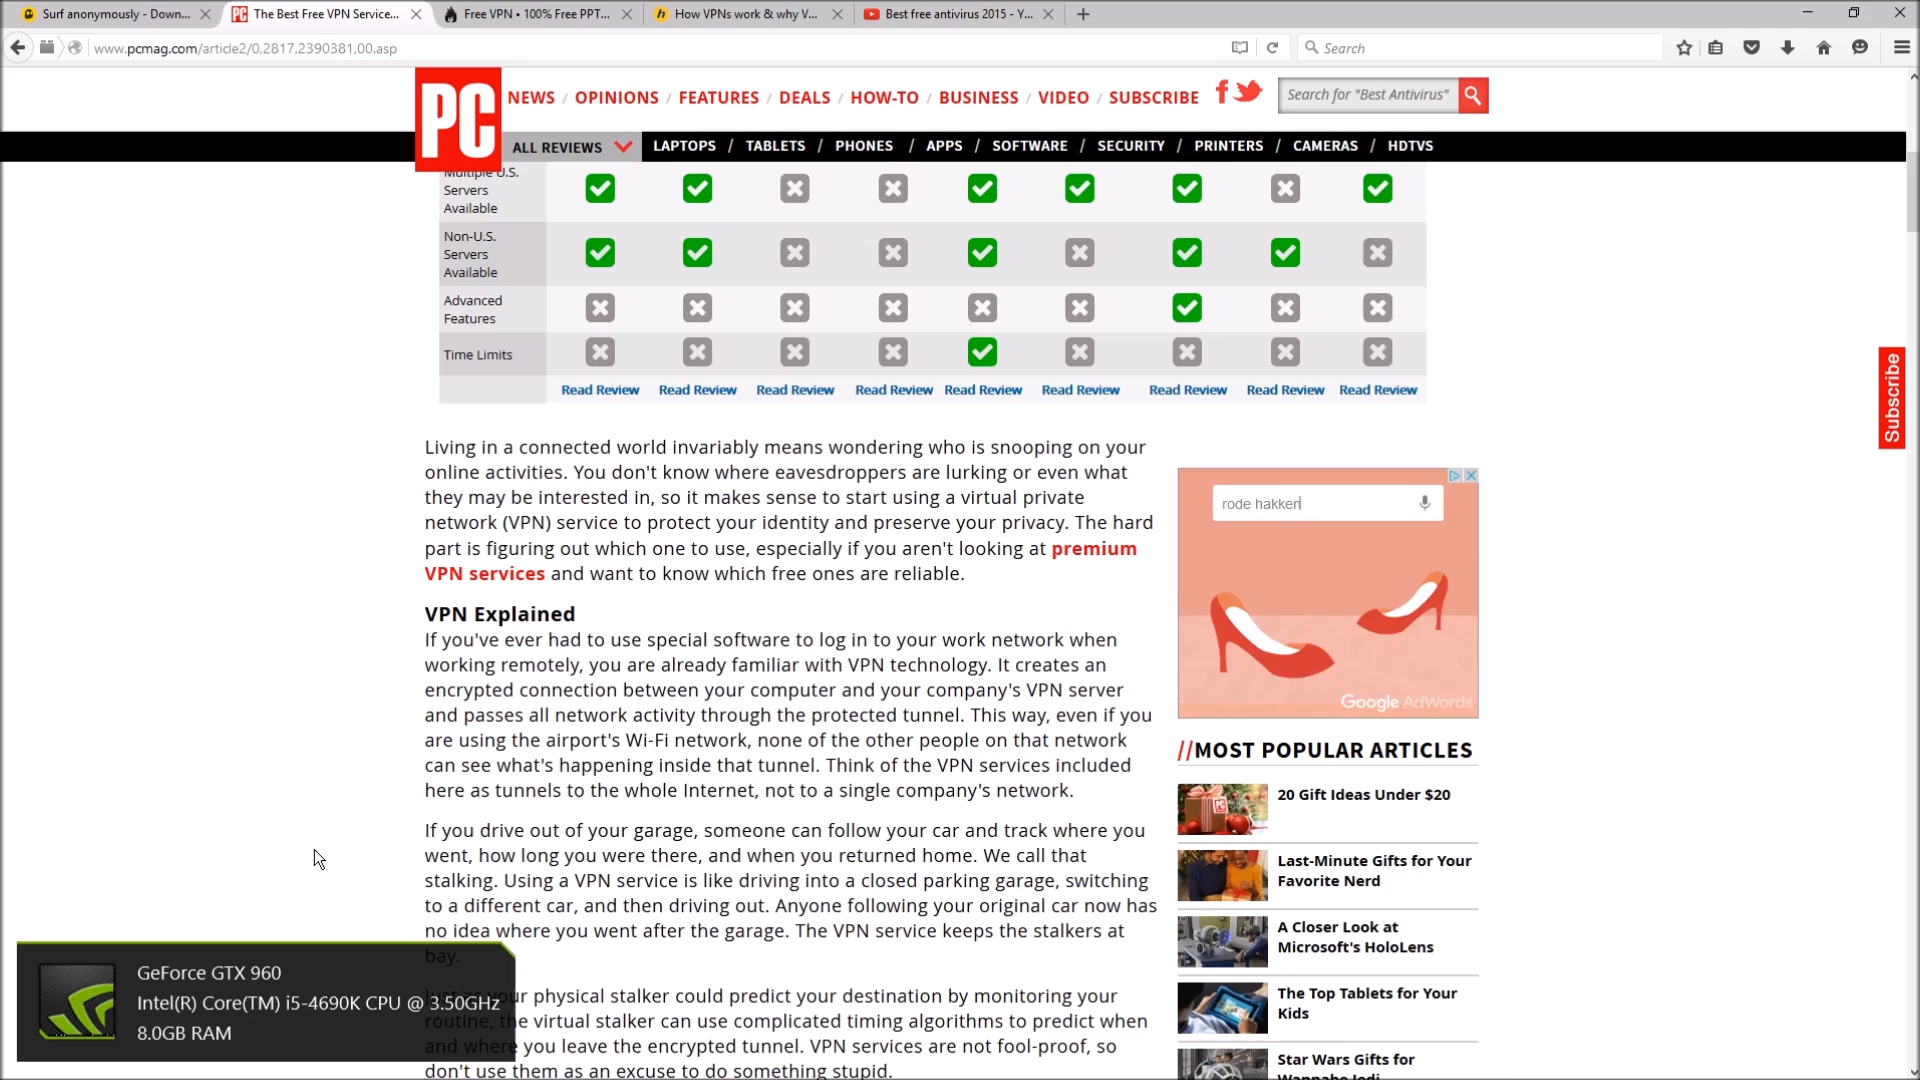 Surf anonymously - Down...
The Best Free VPN Service...
Free VPN • 100% Free PPT...
How VPNs work & why V...
Best free antivirus 2015 - Y...
www.pcmag.com/article2/0,2817,2390381,00.asp
Search
PC
NEWS / OPINIONS / FEATURES / DEALS / HOW-TO / BUSINESS / VIDEO / SUBSCRIBE
Search for "Best Antivirus"
ALL REVIEWS
LAPTOPS / TABLETS / PHONES / APPS / SOFTWARE / SECURITY / PRINTERS / CAMERAS / HDTVS
Multiple U.S.
Servers
Available
Non-U.S.
Servers
Available
Advanced
Features
Time Limits
Read Review Read Review Read Review Read Review Read Review Read Review Read Review Read Review Read Review
Living in a connected world invariably means wondering who is snooping on your
online activities. You don't know where eavesdroppers are lurking or even what
they may be interested in, so it makes sense to start using a virtual private
network (VPN) service to protect your identity and preserve your privacy. The hard
part is figuring out which one to use, especially if you aren't looking at premium
VPN services and want to know which free ones are reliable.
VPN Explained
If you've ever had to use special software to log in to your work network when
working remotely, you are already familiar with VPN technology. It creates an
encrypted connection between your computer and your company's VPN server
and passes all network activity through the protected tunnel. This way, even if you
are using the airport's Wi-Fi network, none of the other people on that network
can see what's happening inside that tunnel. Think of the VPN services included
here as tunnels to the whole Internet, not to a single company's network.
If you drive out of your garage, someone can follow your car and track where you
went, how long you were there, and when you returned home. We call that
stalking. Using a VPN service is like driving into a closed parking garage, switching
to a different car, and then driving out. Anyone following your original car now has
no idea where you went after the garage. The VPN service keeps the stalkers at
bay.
your physical stalker could predict your destination by monitoring your
routine, the virtual stalker can use complicated timing algorithms to predict when
and where you leave the encrypted tunnel. VPN services are not fool-proof, so
don't use them as an excuse to do something stupid.
Subscribe
rode hakken
Google AdWords
//MOST POPULAR ARTICLES
PC
20 Gift Ideas Under $20
Last-Minute Gifts for Your
Favorite Nerd
A Closer Look at
Microsoft's HoloLens
The Top Tablets for Your
Kids
Star Wars Gifts for
Wannabe Jedi
GeForce GTX 960
Intel(R) Core(TM) i5-4690K CPU @ 3.50GHz
8.0GB RAM